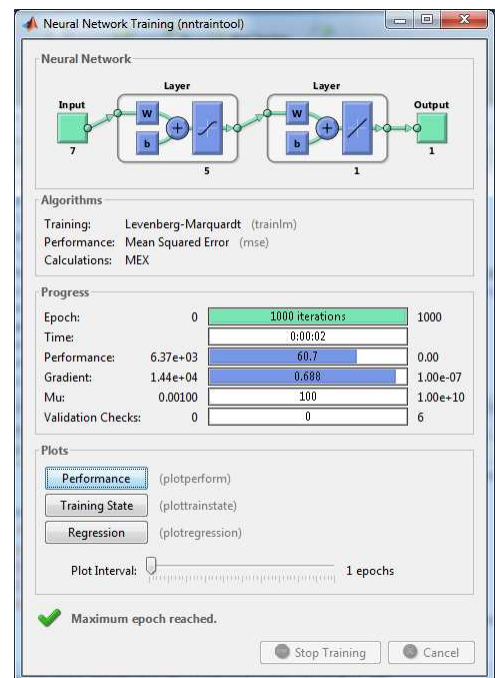 Neural Network Training (nntraintool)
Neural Network
Layer Layer
Input Output
W W
b b
7 1
5 1
Algorithms
Training: Levenberg-Marquardt (trainlm)
Performance: Mean Squared Error (mse)
Calculations: MEX
Progress
Epoch: 0 1000 iterations 1000
Time: 0:00:02
Performance: 6.37e+03 60.7 0.00
Gradient: 1.44e+04 0.688 1.00e-07
Mu: 0.00100 100 1.00e+10
Validation Checks: 0 0 6
Plots
Performance (plotperform)
Training State (plottrainstate)
Regression (plotregression)
Plot Interval: 1 epochs
Maximum epoch reached.
Stop Training Cancel